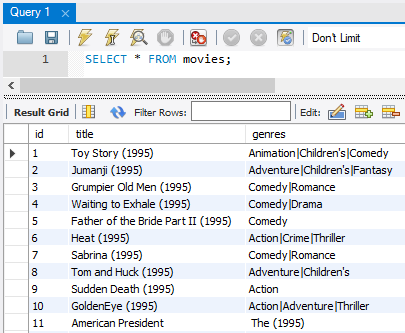 Query 1
Don't Limit
1 SELECT * FROM movies;
Result Grid Filter Rows: Edit:
id title genres
1 Toy Story (1995) Animation|Children's|Comedy
2 Jumanji (1995) Adventure|Children's|Fantasy
3 Grumpier Old Men (1995) Comedy|Romance
4 Waiting to Exhale (1995) Comedy|Drama
5 Father of the Bride Part II (1995) Comedy
6 Heat (1995) Action|Crime|Thriller
7 Sabrina (1995) Comedy|Romance
8 Tom and Huck (1995) Adventure|Children's
9 Sudden Death (1995) Action
10 GoldenEye (1995) Action|Adventure|Thriller
11 American President The (1995)